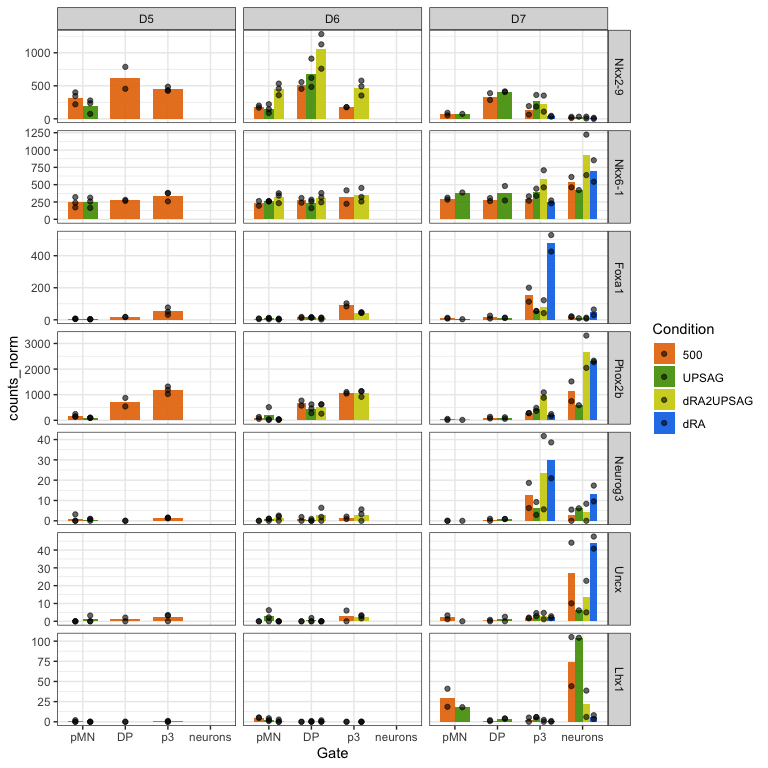 D5 D6 D7
1000
500
0
Nkx2-9
1250
1000
750
500
250
0
Nkx6-1
400
200
0
Foxa1
3000
2000
1000
0
Phox2b
40
30
20
10
0
Neurog3
40
30
20
10
0
Uncx
100
75
50
25
0
Lhx1
counts_norm
pMN DP p3 neurons pMN DP p3 neurons pMN DP p3 neurons
Gate
Condition
500
UPSAG
dRA2UPSAG
dRA